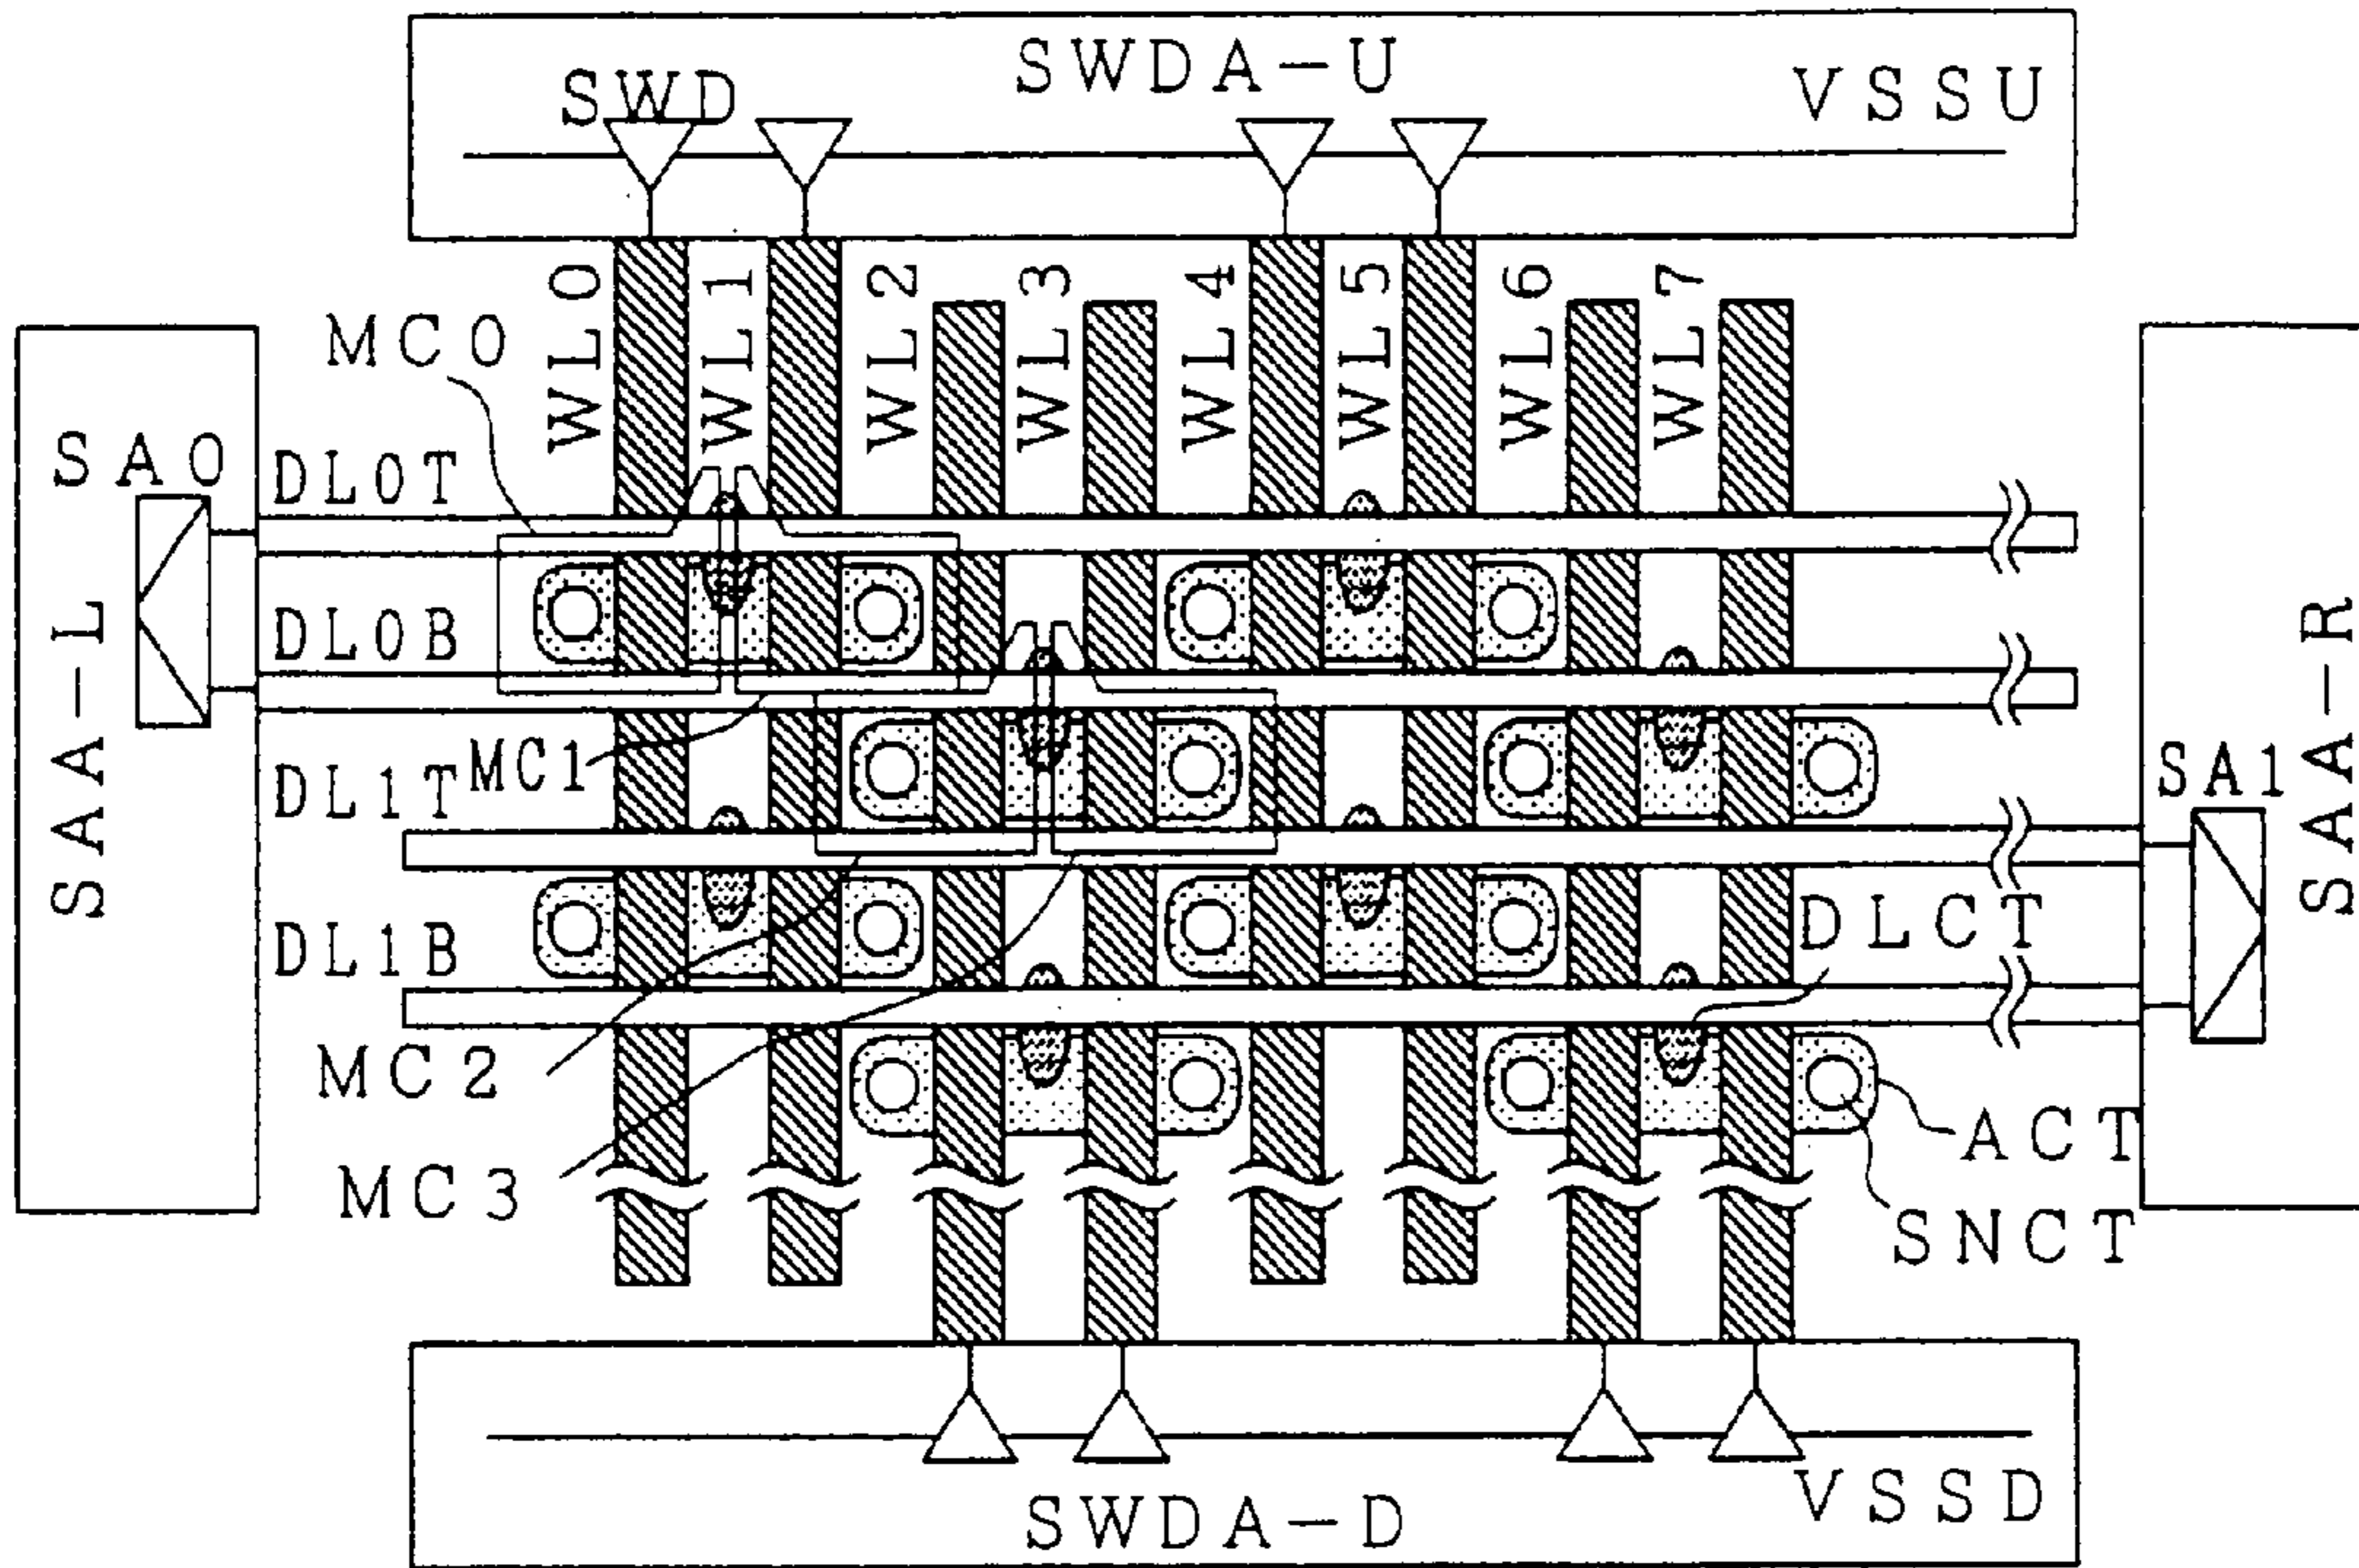 SWDA-U
SWD
VSSU
WL0
WL1
WL2
WL3
WL4
WL5
WL6
WL7
MC0
SA0
DL0T
SAA-L
DL0B
SAA-R
MC1
DL1T
SA1
DL1B
DLCT
MC2
ACT
MC3
SNCT
VSSD
SWDA-D